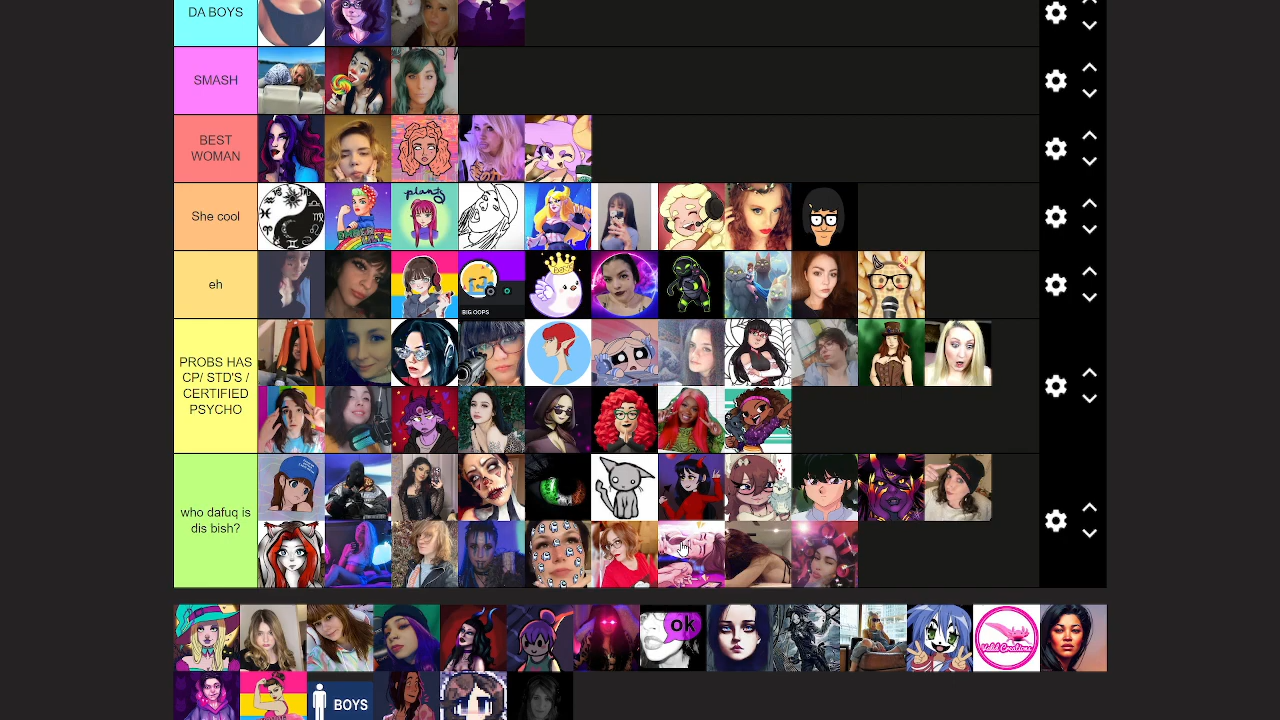 DA BOYS
SMASH
BEST
WOMAN
She cool
plants
eh
BIG OOPS
PROBS HAS
CP/ STD'S /
CERTIFIED
PSYCHO
who dafuq is
dis bish?
ok
BOYS